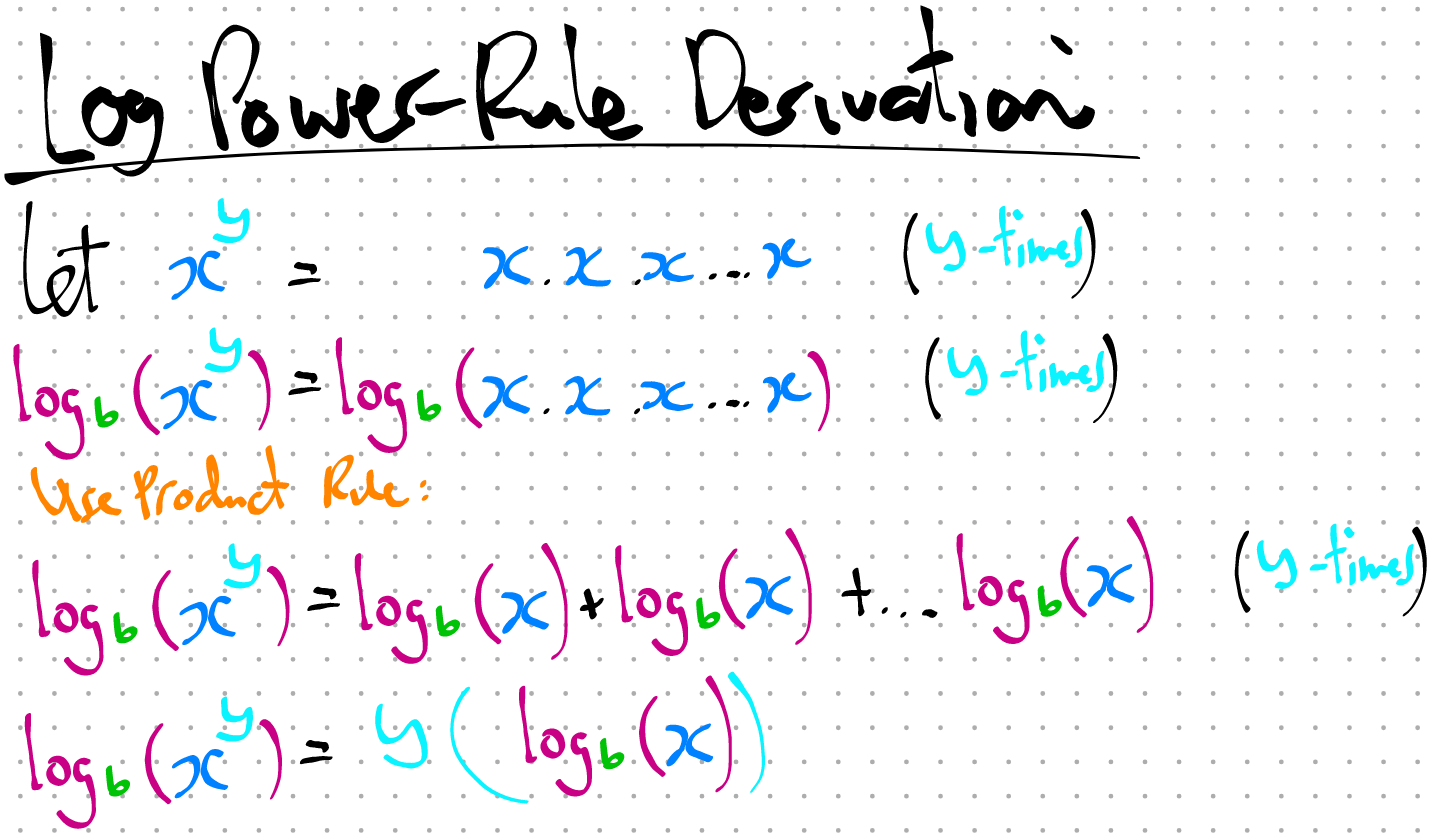 Log Power-Rule Derivation
Let x^y = x . x . x ... x (y-times)
log_b(x^y) = log_b(x . x . x ... x) (y-times)
Use Product Rule:
log_b(x^y) = log_b(x) + log_b(x) + ... log_b(x) (y-times)
log_b(x^y) = y(log_b(x))